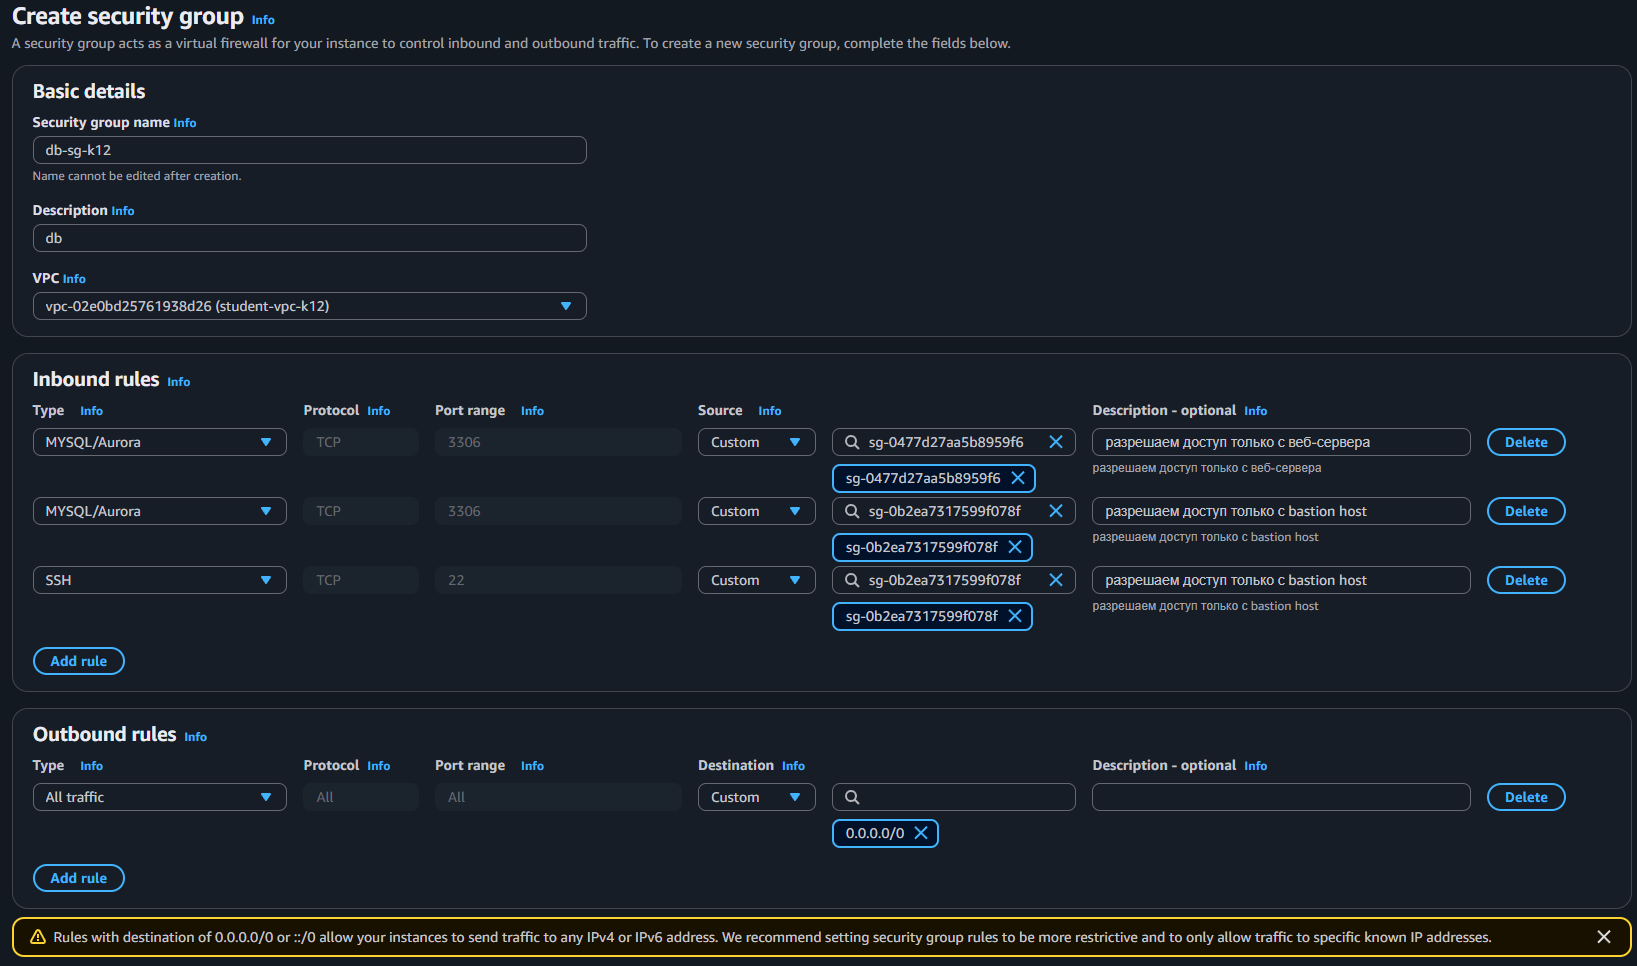 Create security group Info
A security group acts as a virtual firewall for your instance to control inbound and outbound traffic. To create a new security group, complete the fields below.
Basic details
Security group name Info
db-sg-k12
Name cannot be edited after creation.
Description Info
db
VPC Info
vpc-02e0bd25761938d26 (student-vpc-k12)
Inbound rules Info
Type Info Protocol Info Port range Info Source Info Description - optional Info
MYSQL/Aurora TCP 3306 Custom sg-0477d27aa5b8959f6 разрешаем доступ только с веб-сервера Delete
разрешаем доступ только с веб-сервера
sg-0477d27aa5b8959f6
MYSQL/Aurora TCP 3306 Custom sg-0b2ea7317599f078f разрешаем доступ только с bastion host Delete
разрешаем доступ только с bastion host
sg-0b2ea7317599f078f
SSH TCP 22 Custom sg-0b2ea7317599f078f разрешаем доступ только с bastion host Delete
разрешаем доступ только с bastion host
sg-0b2ea7317599f078f
Add rule
Outbound rules Info
Type Info Protocol Info Port range Info Destination Info Description - optional Info
All traffic All All Custom Delete
0.0.0.0/0
Add rule
Rules with destination of 0.0.0.0/0 or ::/0 allow your instances to send traffic to any IPv4 or IPv6 address. We recommend setting security group rules to be more restrictive and to only allow traffic to specific known IP addresses.